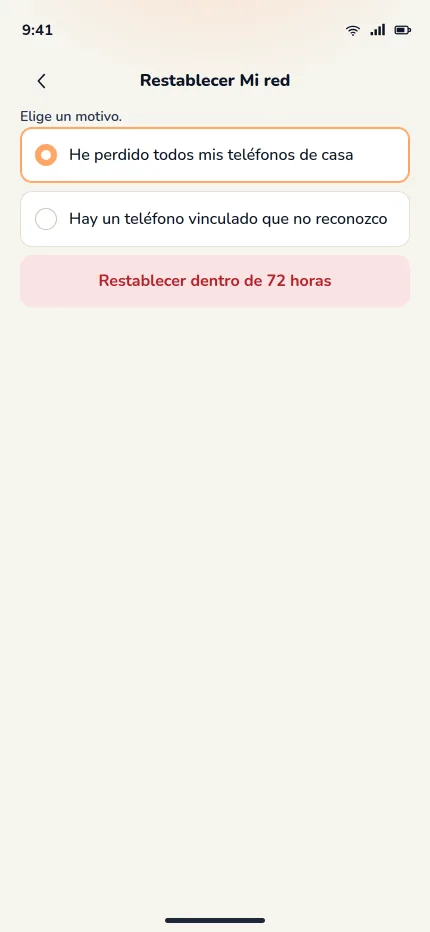 9:41
Restablecer Mi red
Elige un motivo.
He perdido todos mis teléfonos de casa
Hay un teléfono vinculado que no reconozco
Restablecer dentro de 72 horas